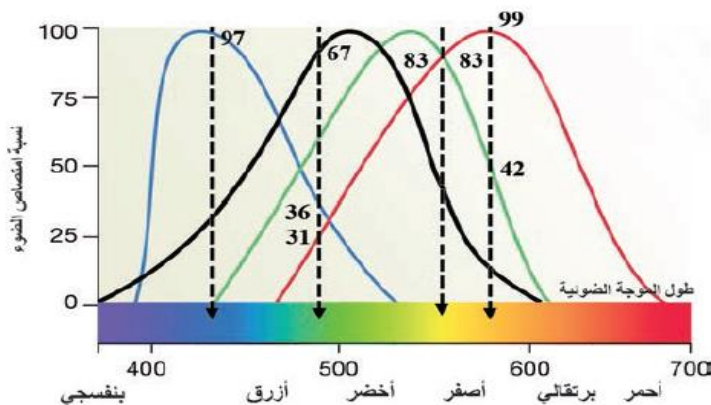 نسبة امتصاص الضوء
100
75
50
25
0
97
67
83
83
99
36
31
42
طول الموجة الضوئية
400
500
600
700
بنفسجي
أزرق
أخضر
أصفر
برتقالي
أحمر